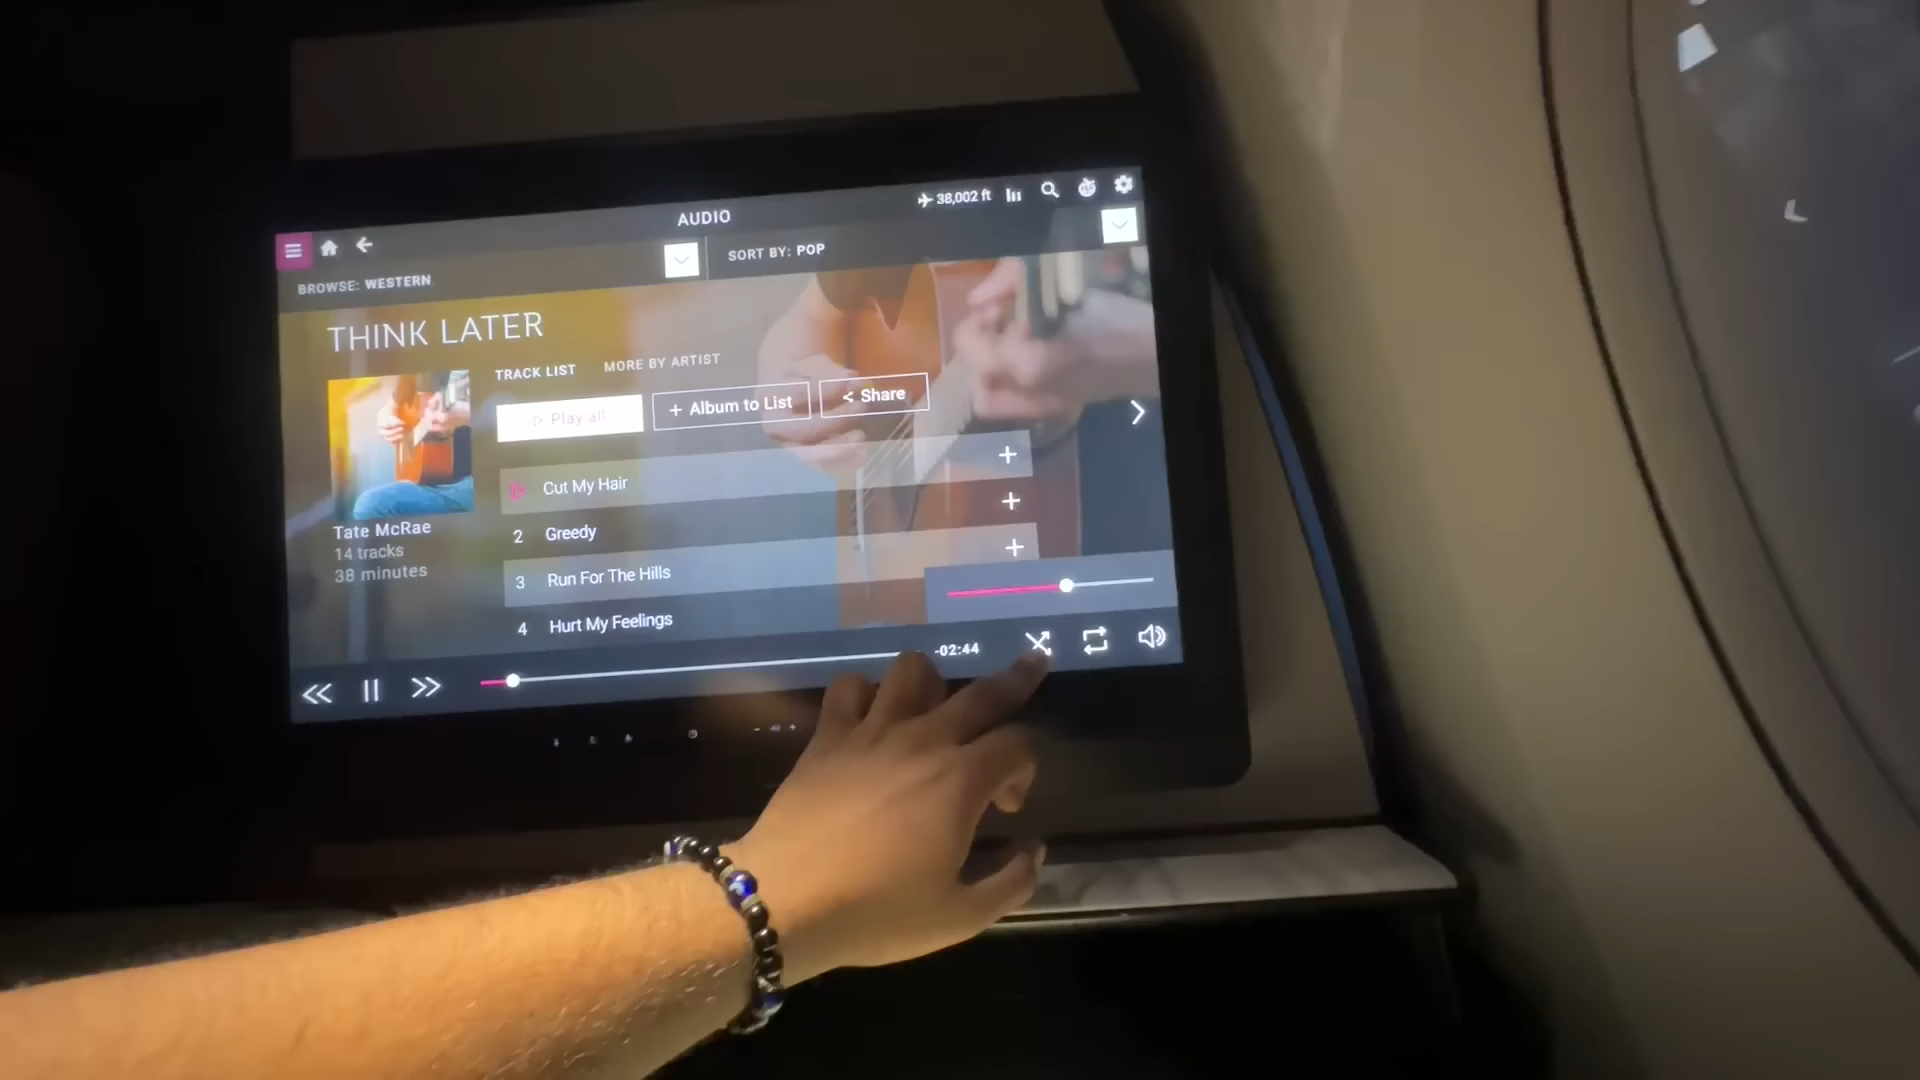 38,002 ft
AUDIO
BROWSE: WESTERN
SORT BY: POP
THINK LATER
TRACK LIST
MORE BY ARTIST
Play all
+ Album to List
Share
Cut My Hair
2 Greedy
3 Run For The Hills
4 Hurt My Feelings
Tate McRae
14 tracks
38 minutes
-02:44